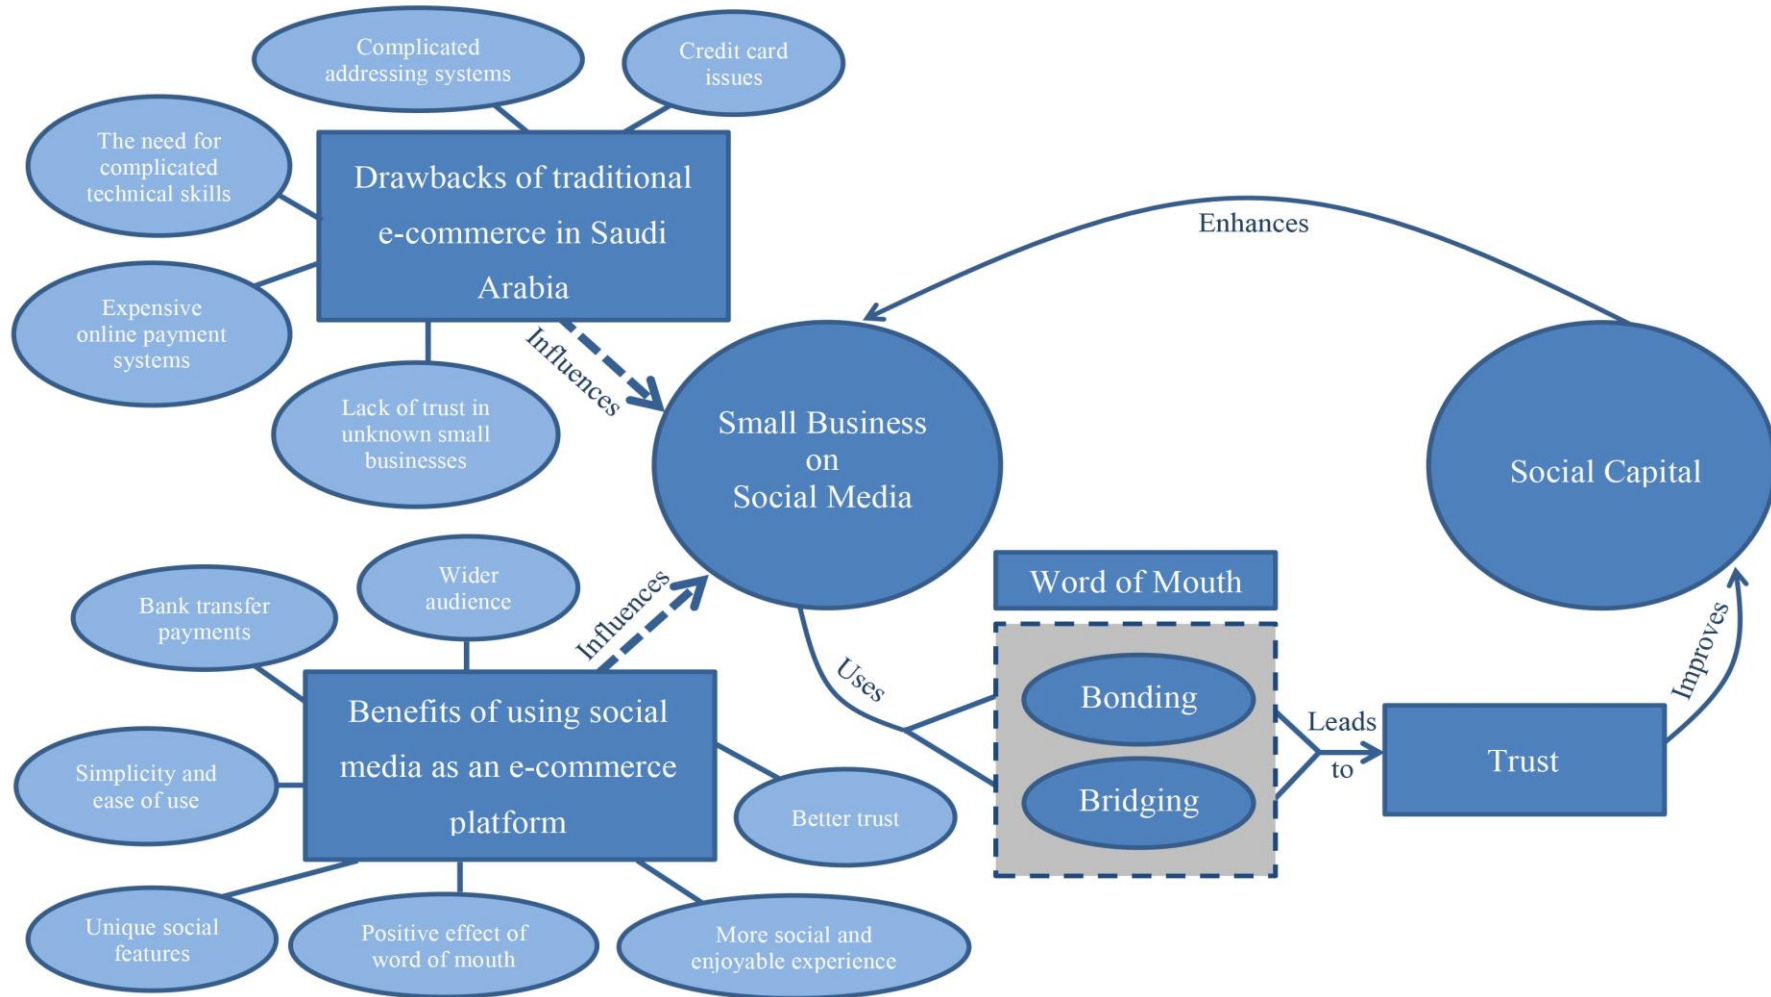 Complicated
addressing systems
Credit card
issues
The need for
complicated
technical skills
Drawbacks of traditional
e-commerce in Saudi
Arabia
Expensive
online payment
systems
Lack of trust in
unknown small
businesses
Influences
Enhances
Small Business
on
Social Media
Social Capital
Wider
audience
Bank transfer
payments
Influences
Benefits of using social
media as an e-commerce
platform
Simplicity and
ease of use
Better trust
Unique social
features
Positive effect of
word of mouth
More social and
enjoyable experience
Uses
Word of Mouth
Bonding
Bridging
Leads
to
Trust
Improves